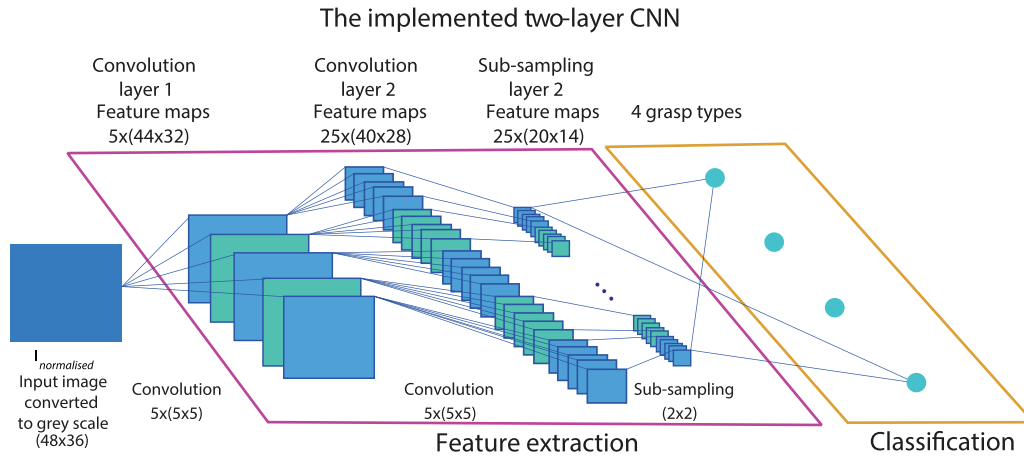 The implemented two-layer CNN
Convolution
layer 1
Feature maps
5x(44x32)
Convolution
layer 2
Feature maps
25x(40x28)
Sub-sampling
layer 2
Feature maps
25x(20x14)
4 grasp types
I normalised
Input image
converted
to grey scale
(48x36)
Convolution
5x(5x5)
Convolution
5x(5x5)
Sub-sampling
(2x2)
Feature extraction
Classification